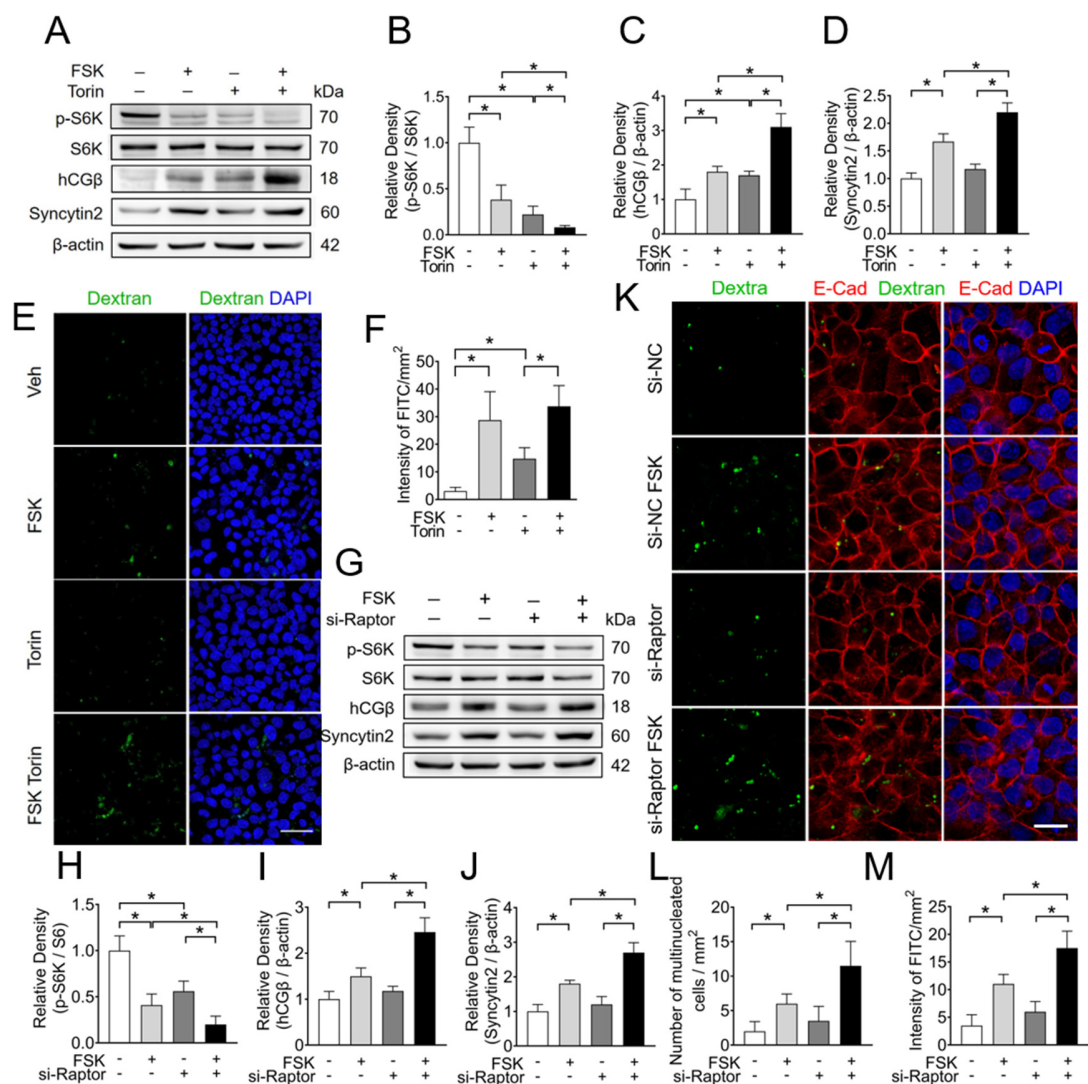 A
FSK – + – +
Torin – – + + kDa
p-S6K 70
S6K 70
hCGβ 18
Syncytin2 60
β-actin 42
B
* * * *
Relative Density
(p-S6K / S6K)
1.5
1.0
0.5
0.0
FSK - + - +
Torin - - + +
C
* * * *
Relative Density
(hCGβ / β-actin)
4
3
2
1
0
FSK - + - +
Torin - - + +
D
* * *
Relative Density
(Syncytin2 / β-actin)
2.5
2.0
1.5
1.0
0.5
0.0
FSK - + - +
Torin - - + +
E
Dextran
Dextran DAPI
Veh
FSK
Torin
FSK Torin
F
* * *
Intensity of FITC/mm²
50
40
30
20
10
0
FSK - + - +
Torin - - + +
G
FSK – + – +
si-Raptor – – + + kDa
p-S6K 70
S6K 70
hCGβ 18
Syncytin2 60
β-actin 42
K
Dextra
E-Cad Dextran
E-Cad DAPI
Si-NC
Si-NC FSK
si-Raptor
si-Raptor FSK
H
* * * *
Relative Density
(p-S6K / S6)
1.5
1.0
0.5
0.0
FSK - + - +
si-Raptor - - + +
I
* * *
Relative Density
(hCGβ / β-actin)
3
2
1
0
FSK - + - +
si-Raptor - - + +
J
* * *
Relative Density
(Syncytin2 / β-actin)
4
3
2
1
0
FSK - + - +
si-Raptor - - + +
L
* * *
Number of multinucleated
cells / mm²
20
15
10
5
0
FSK - + - +
si-Raptor - - + +
M
* * *
Intensity of FITC/mm²
25
20
15
10
5
0
FSK - + - +
si-Raptor - - + +